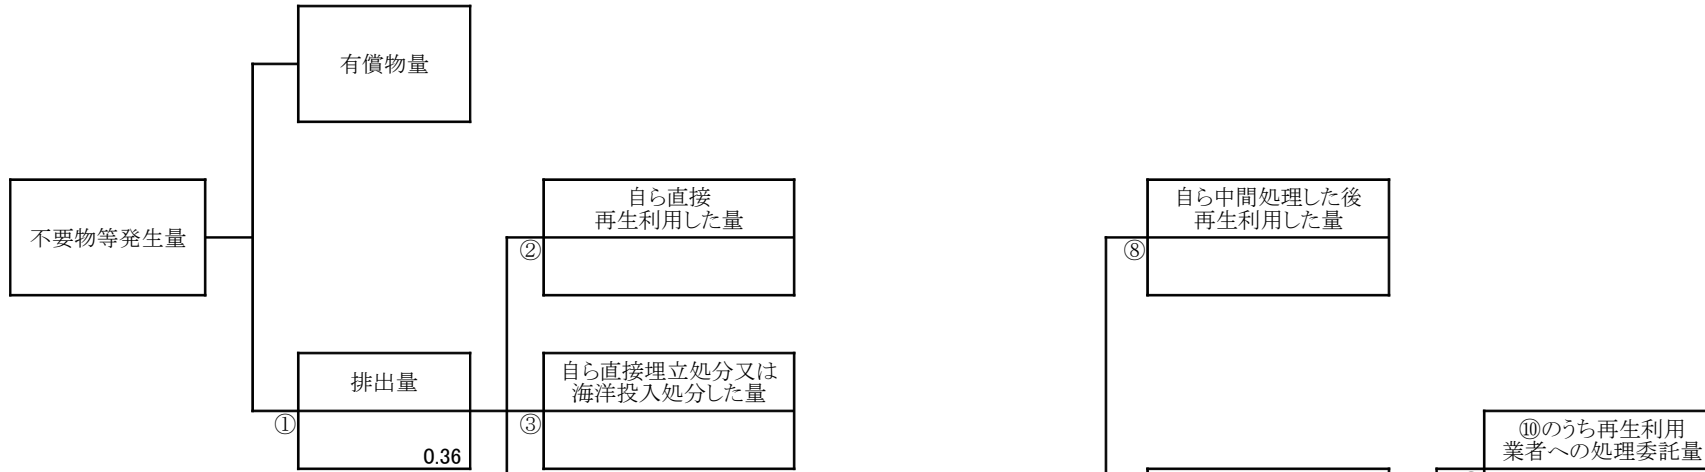 有償物量
不要物等発生量
自ら直接
再生利用した量
②
自ら中間処理した後
再生利用した量
⑧
排出量
①
0.36
自ら直接埋立処分又は
海洋投入処分した量
③
⑩のうち再生利用
業者への処理委託量